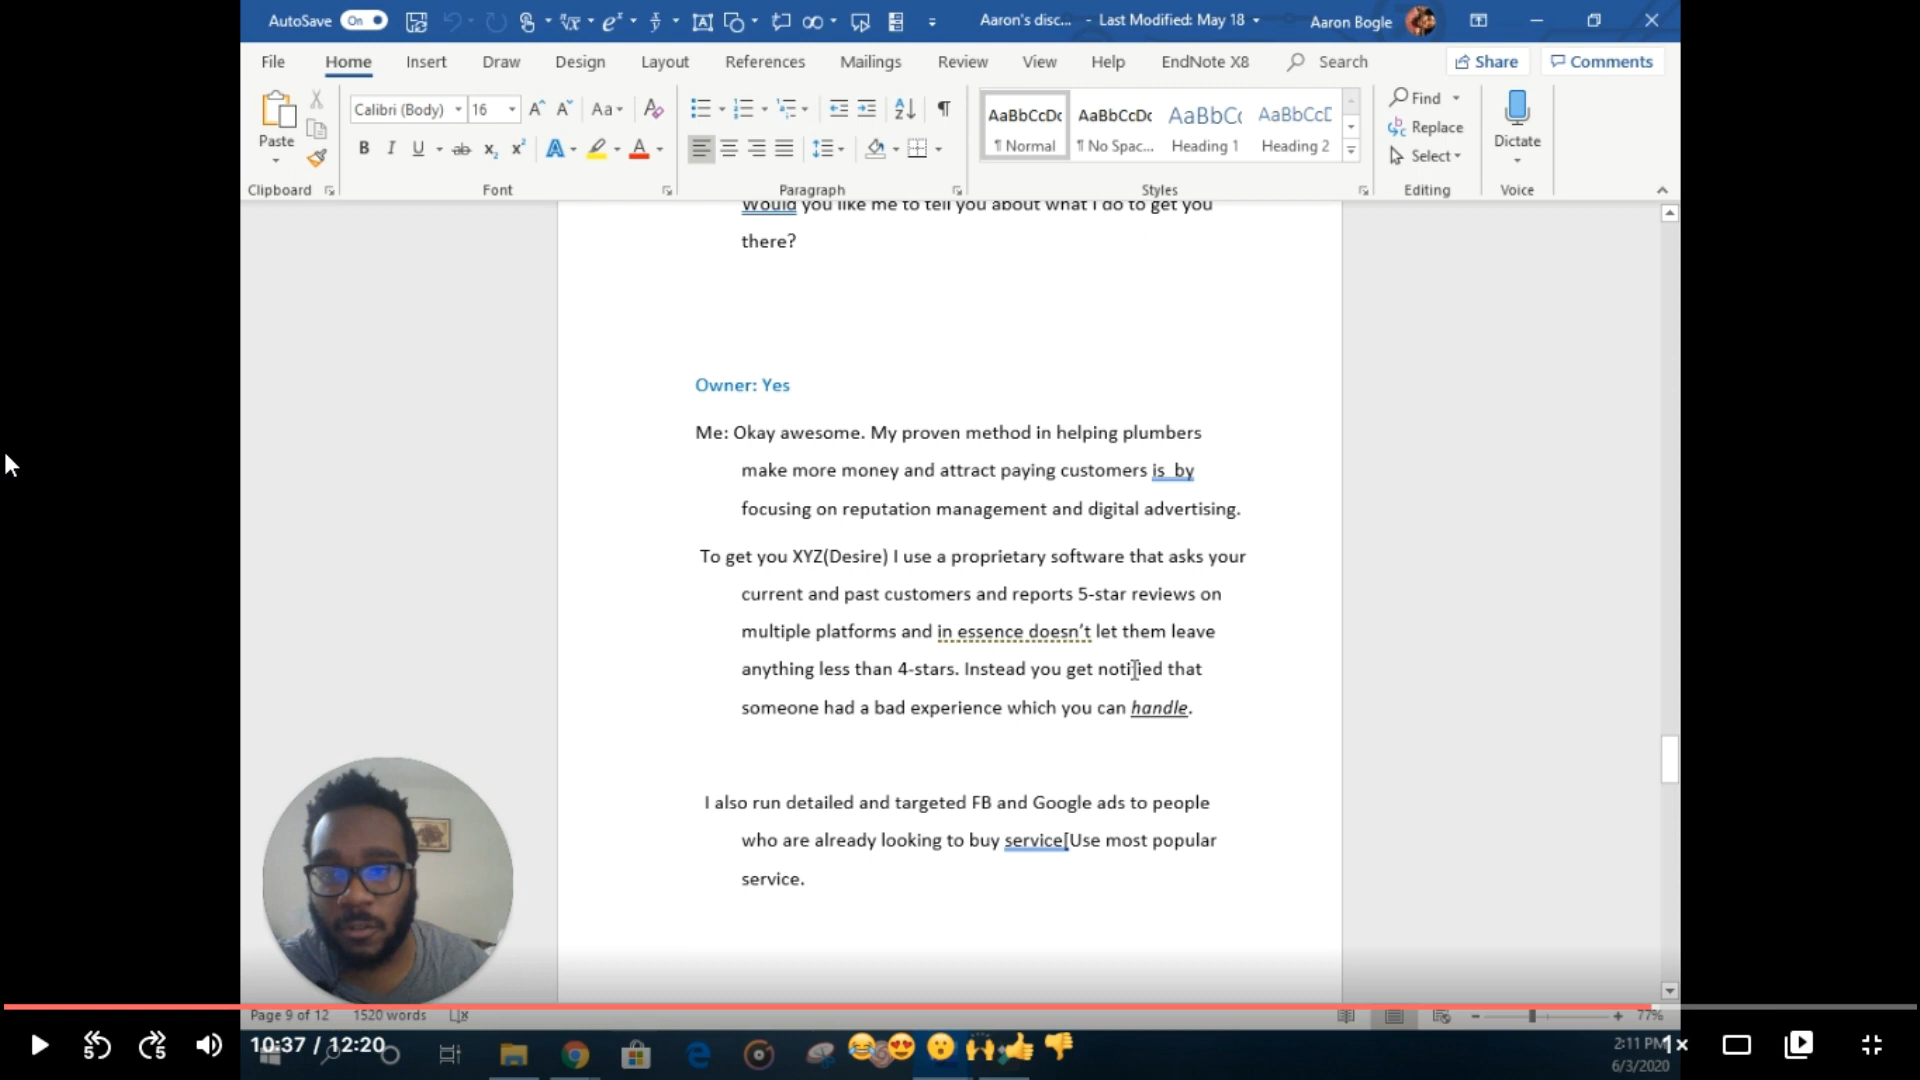 AutoSave On Aaron's disc... - Last Modified: May 18 Aaron Bogle
File Home Insert Draw Design Layout References Mailings Review View Help EndNote X8 Search Share Comments
Calibri (Body) 16 Aa AaBbCcDc AaBbCcDc AaBbCc AaBbCcD Find
Paste Replace Dictate
B I U ab x₂ x² A A ¶ Normal ¶ No Spac... Heading 1 Heading 2 Select
Clipboard Font Paragraph Styles Editing Voice
Would you like me to tell you about what I do to get you
there?
Owner: Yes
Me: Okay awesome. My proven method in helping plumbers
make more money and attract paying customers is  by
focusing on reputation management and digital advertising.
To get you XYZ(Desire) I use a proprietary software that asks your
current and past customers and reports 5-star reviews on
multiple platforms and in essence doesn't let them leave
anything less than 4-stars. Instead you get notified that
someone had a bad experience which you can handle.
I also run detailed and targeted FB and Google ads to people
who are already looking to buy service[Use most popular
service.
Page 9 of 12 1520 words 77%
5 5 10:37 / 12:20 2:11 PM 1×
6/3/2020